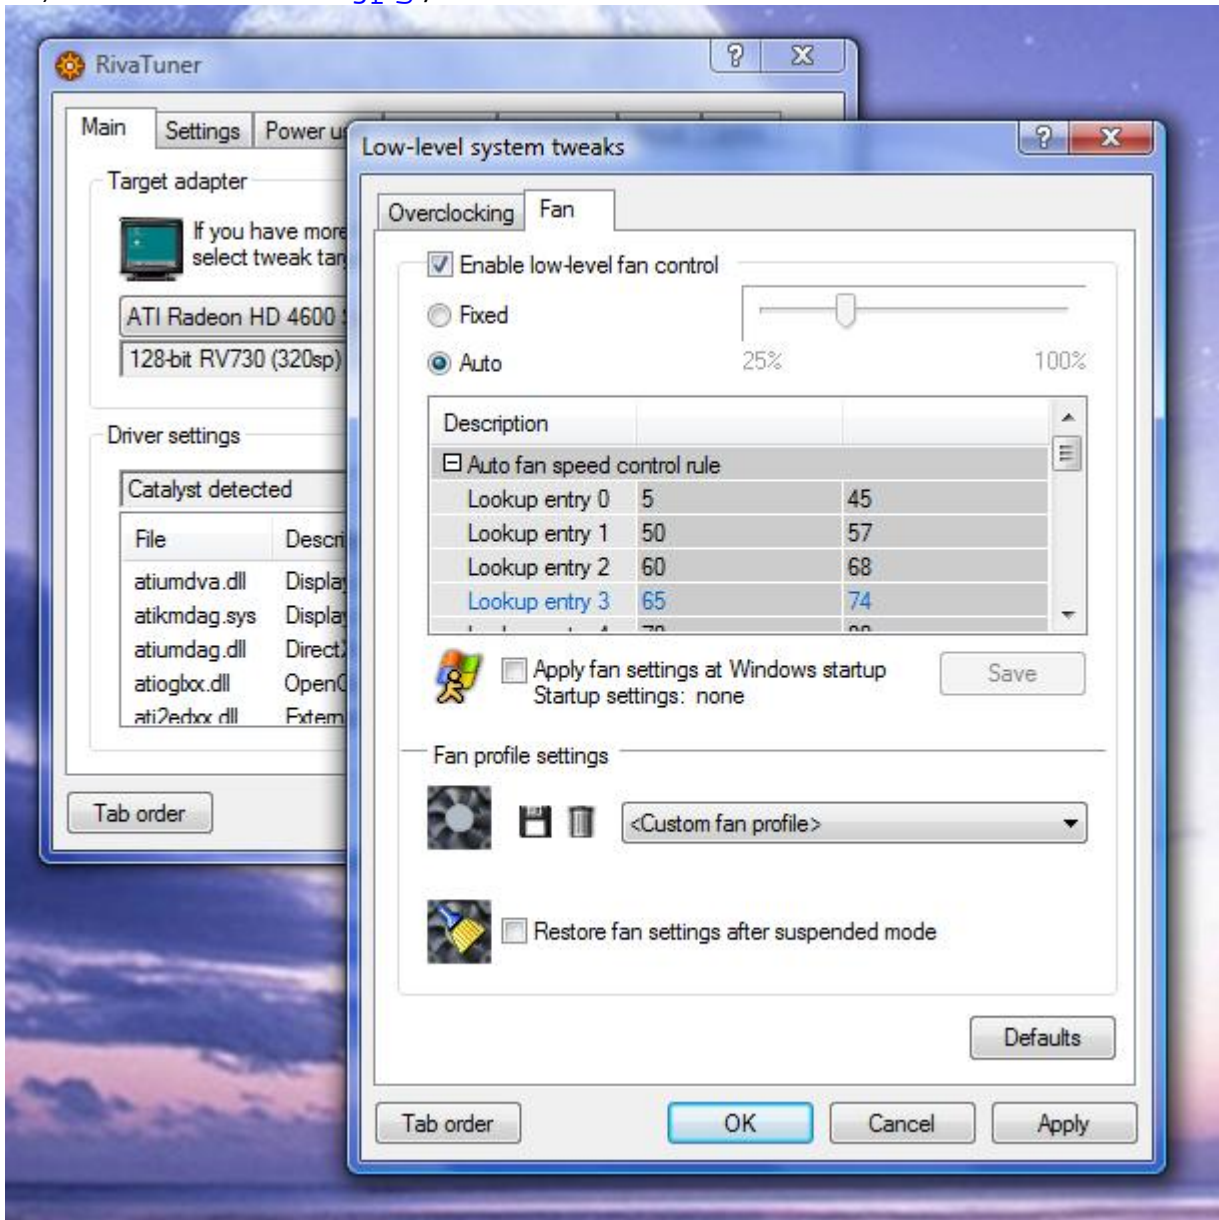 RivaTuner
Main Settings Power
Target adapter
If you have more
select tweak
ATI Radeon HD 4600
128-bit RV730 (320sp)
Driver settings
Catalyst detected
File
atiumdva.dll
atikmdag.sys
atiumdag.dll
atioglxx.dll
ati2edxx.dll
Tab order
Low-level system tweaks
Overclocking Fan
Enable low-level fan control
Fixed
Auto 25% 100%
Description
Auto fan speed control rule
Lookup entry 0 5 45
Lookup entry 1 50 57
Lookup entry 2 60 68
Lookup entry 3 65 74
Apply fan settings at Windows startup Save
Startup settings: none
Fan profile settings
<Custom fan profile>
Restore fan settings after suspended mode
Defaults
Tab order OK Cancel Apply